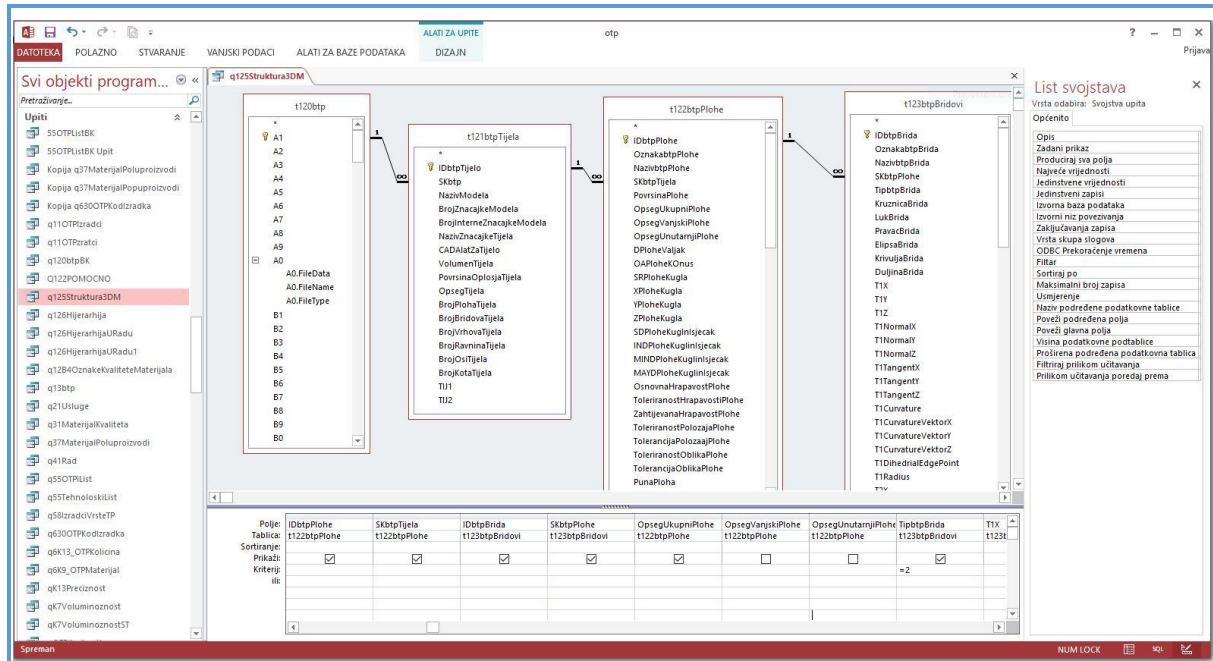 ALATI ZA UPITE
otp
?
DATOTEKA POLAZNO STVARANJE VANJSKI PODACI ALATI ZA BAZE PODATAKA DIZAJN
Prijava
Svi objekti program...
Pretraživanje...
Upiti
55OTPListBK
55OTPListBK Upit
Kopija q37MaterijalPoluproizvodi
Kopija q37MaterijalPopuproizvodi
Kopija q630OTPKodIzradka
q11OTPIzradci
q11OTPizratci
q120btpBK
Q122POMOCNO
q125Struktura3DM
q126Hijerarhija
q126HijerarhijaURadu
q126HijerarhijaURadu1
q12B4OznakeKvaliteteMaterijala
q13btp
q21Usluge
q31MaterijalKvaliteta
q37MaterijalPoluproizvodi
q41Rad
q55OTPIList
q55TehnoloskiList
q58IzradciVrsteTP
q630OTPKodIzradka
q6K13_OTPKolicina
q6K9_OTPMaterijal
qK13Preciznost
qK7Voluminoznost
qK7VoluminoznostST
q125Struktura3DM
t120btp
*
A1
A2
A3
A4
A5
A6
A7
A8
A9
A0
A0.FileData
A0.FileName
A0.FileType
B1
B2
B3
B4
B5
B6
B7
B8
B9
B0
1
∞
t121btpTijela
*
IDbtpTijelo
SKbtp
NazivModela
BrojZnacajkeModela
BrojInterneZnacajkeModela
NazivZnacajkeTijela
CADAlatZaTijelo
VolumenTijela
PovrsinaOplosjaTijela
OpsegTijela
BrojPlohaTijela
BrojBridovaTijela
BrojVrhovaTijela
BrojRavninaTijela
BrojOsiTijela
BrojKotaTijela
TIJ1
TIJ2
1
∞
t122btpPlohe
*
IDbtpPlohe
OznakabtpPlohe
NazivbtpPlohe
SKbtpTijela
PovrsinaPlohe
OpsegUkupniPlohe
OpsegVanjskiPlohe
OpsegUnutarnjiPlohe
DPloheValjak
OAPloheKOnus
SRPloheKugla
XPloheKugla
YPloheKugla
ZPloheKugla
SDPloheKuglnIsjecak
INDPloheKuglinIsjecak
MINDPloheKuglinIsjecak
MAYDPloheKuglinIsjecak
OsnovnaHrapavostPlohe
ToleriranostHrapavostiPlohe
ZahtijevanaHrapavostPlohe
ToleriranostPolozajaPlohe
TolerancijaPolozaajPlohe
ToleriranostOblikaPlohe
TolerancijaOblikaPlohe
PunaPloha
1
∞
t123btpBridovi
*
IDbtpBrida
OznakabtpBrida
NazivbtpBrida
SKbtpPlohe
TipbtpBrida
KruznicaBrida
LukBrida
PravacBrida
ElipsaBrida
KrivuljaBrida
DuljinaBrida
T1X
T1Y
T1Z
T1NormalX
T1NormalY
T1NormalZ
T1TangentX
T1TangentY
T1TangentZ
T1Curvature
T1CurvatureVektorX
T1CurvatureVektorY
T1CurvatureVektorZ
T1DihedrialEdgePoint
T1Radius
T2X
List svojstava
Vrsta odabira: Svojstva upita
Općenito
Opis
Zadani prikaz
Produciraj sva polja
Najveće vrijednosti
Jedinstvene vrijednosti
Jedinstveni zapisi
Izvorna baza podataka
Izvorni niz povezivanja
Zaključavanja zapisa
Vrsta skupa slogova
ODBC Prekoračenje vremena
Filtar
Sortiraj po
Maksimalni broj zapisa
Usmjerenje
Naziv podređene podatkovne tablice
Poveži podređena polja
Poveži glavna polja
Visina podatkovne podtablice
Proširena podređena podatkovna tablica
Filtriraj prilikom učitavanja
Prilikom učitavanja poredaj prema
Polje: IDbtpPlohe SKbtpTijela IDbtpBrida SKbtpPlohe OpsegUkupniPlohe OpsegVanjskiPlohe OpsegUnutarnjiPlohe TipbtpBrida T1X
Tablica: t122btpPlohe t122btpPlohe t123btpBridovi t123btpBridovi t122btpPlohe t122btpPlohe t122btpPlohe t123btpBridovi t123t
Sortiranje:
Prikaži:
Kriterij: =2
ili:
Spreman
NUM LOCK SQL